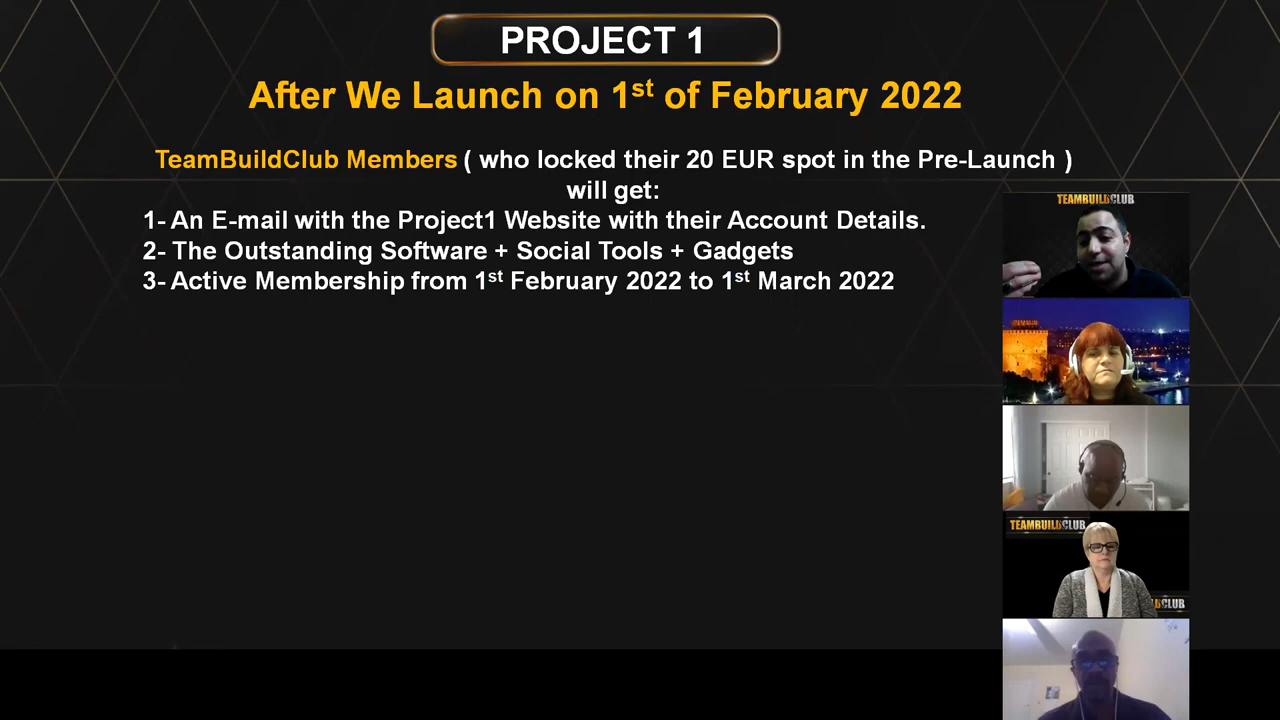 PROJECT 1
After We Launch on 1st of February 2022
TeamBuildClub Members ( who locked their 20 EUR spot in the Pre-Launch )
will get:
1- An E-mail with the Project1 Website with their Account Details.
2- The Outstanding Software + Social Tools + Gadgets
3- Active Membership from 1st February 2022 to 1st March 2022
TEAMBUILDCLUB
TEAMBUILDCLUB